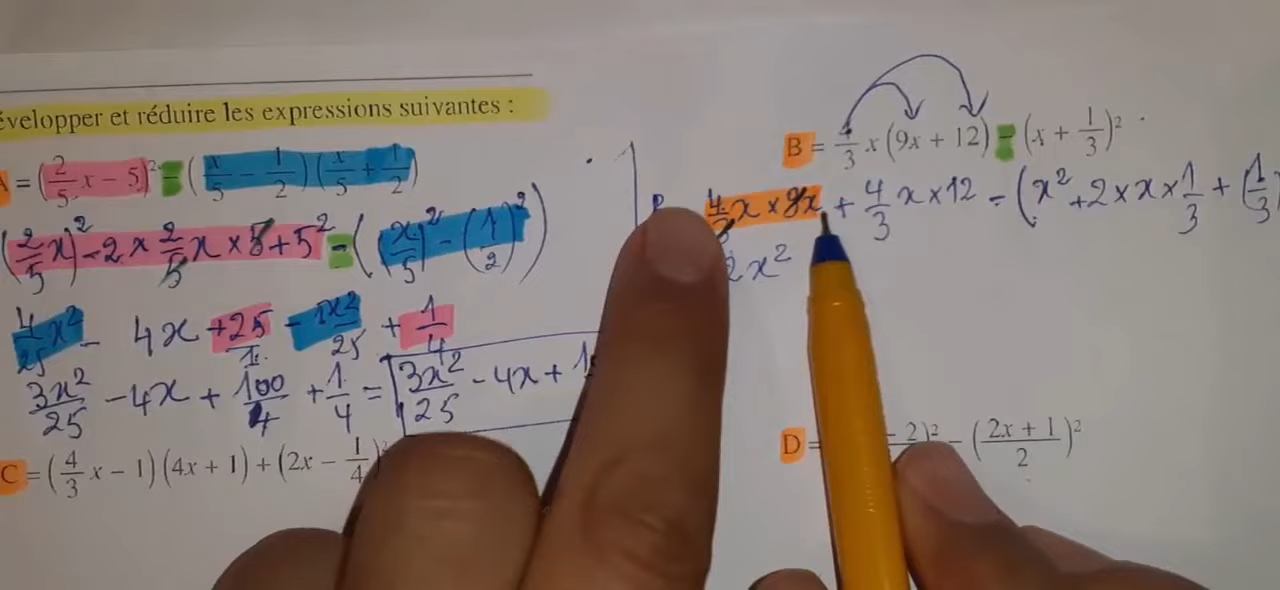 évelopper et réduire les expressions suivantes :
A = (2/5 x - 5)² - (x/5 - 1/2)(x/5 + 1/2)
(2/5 x)² - 2 × 2/5 x × 5 + 5² - ((x/5)² - (1/2)²)
4/25 x² - 4x + 25/1 - 1x²/25 + 1/4
3x²/25 - 4x + 100/4 + 1/4 = 3x²/25 - 4x + 1
C = (4/3 x - 1)(4x + 1) + (2x - 1/4)
B = 4/3 x (9x + 12) - (x + 1/3)²
4/3 x × 9x + 4/3 x × 12 - (x² + 2 × x × 1/3 + (1/3)
2x²
D = - 2)² - (2x + 1/2)²